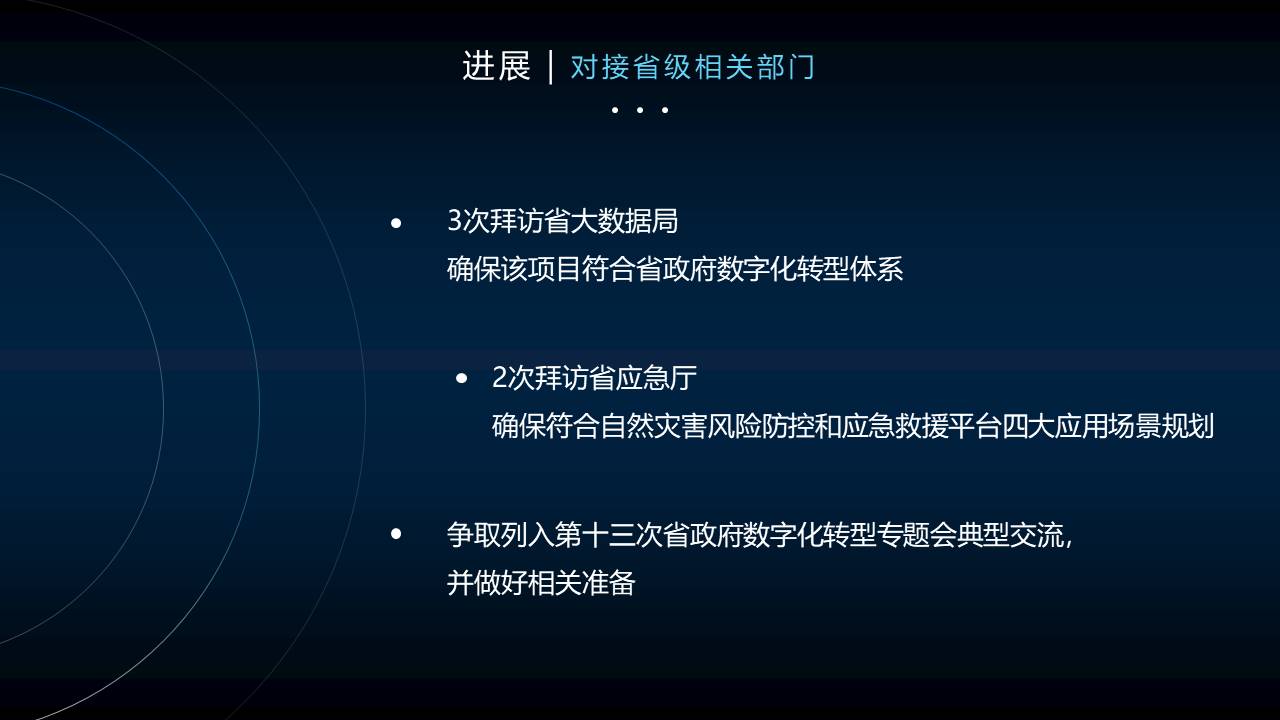 进展｜对接省级相关部门
3次拜访省大数据局
确保该项目符合省政府数字化转型体系
2次拜访省应急厅
确保符合自然灾害风险防控和应急救援平台四大应用场景规划
争取列入第十三次省政府数字化转型专题会典型交流，
并做好相关准备